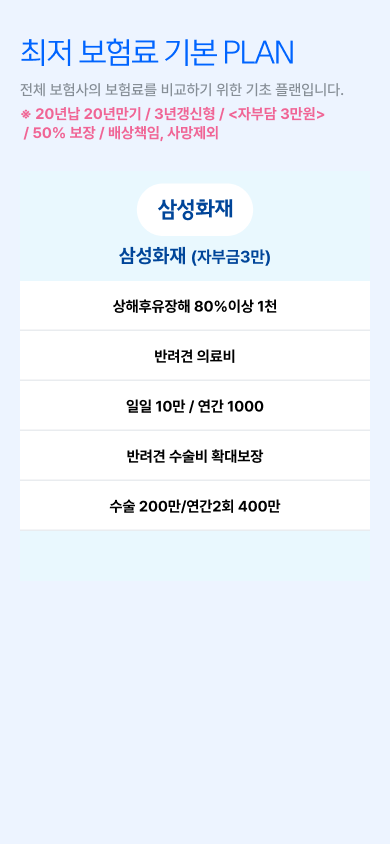 최저 보험료 기본 PLAN
전체 보험사의 보험료를 비교하기 위한 기초 플랜입니다.
※ 20년납 20년만기 / 3년갱신형 / <자부담 3만원>
/ 50% 보장 / 배상책임, 사망제외
삼성화재
삼성화재 (자부금3만)
상해후유장해 80%이상 1천
반려견 의료비
일일 10만 / 연간 1000
반려견 수술비 확대보장
수술 200만/연간2회 400만